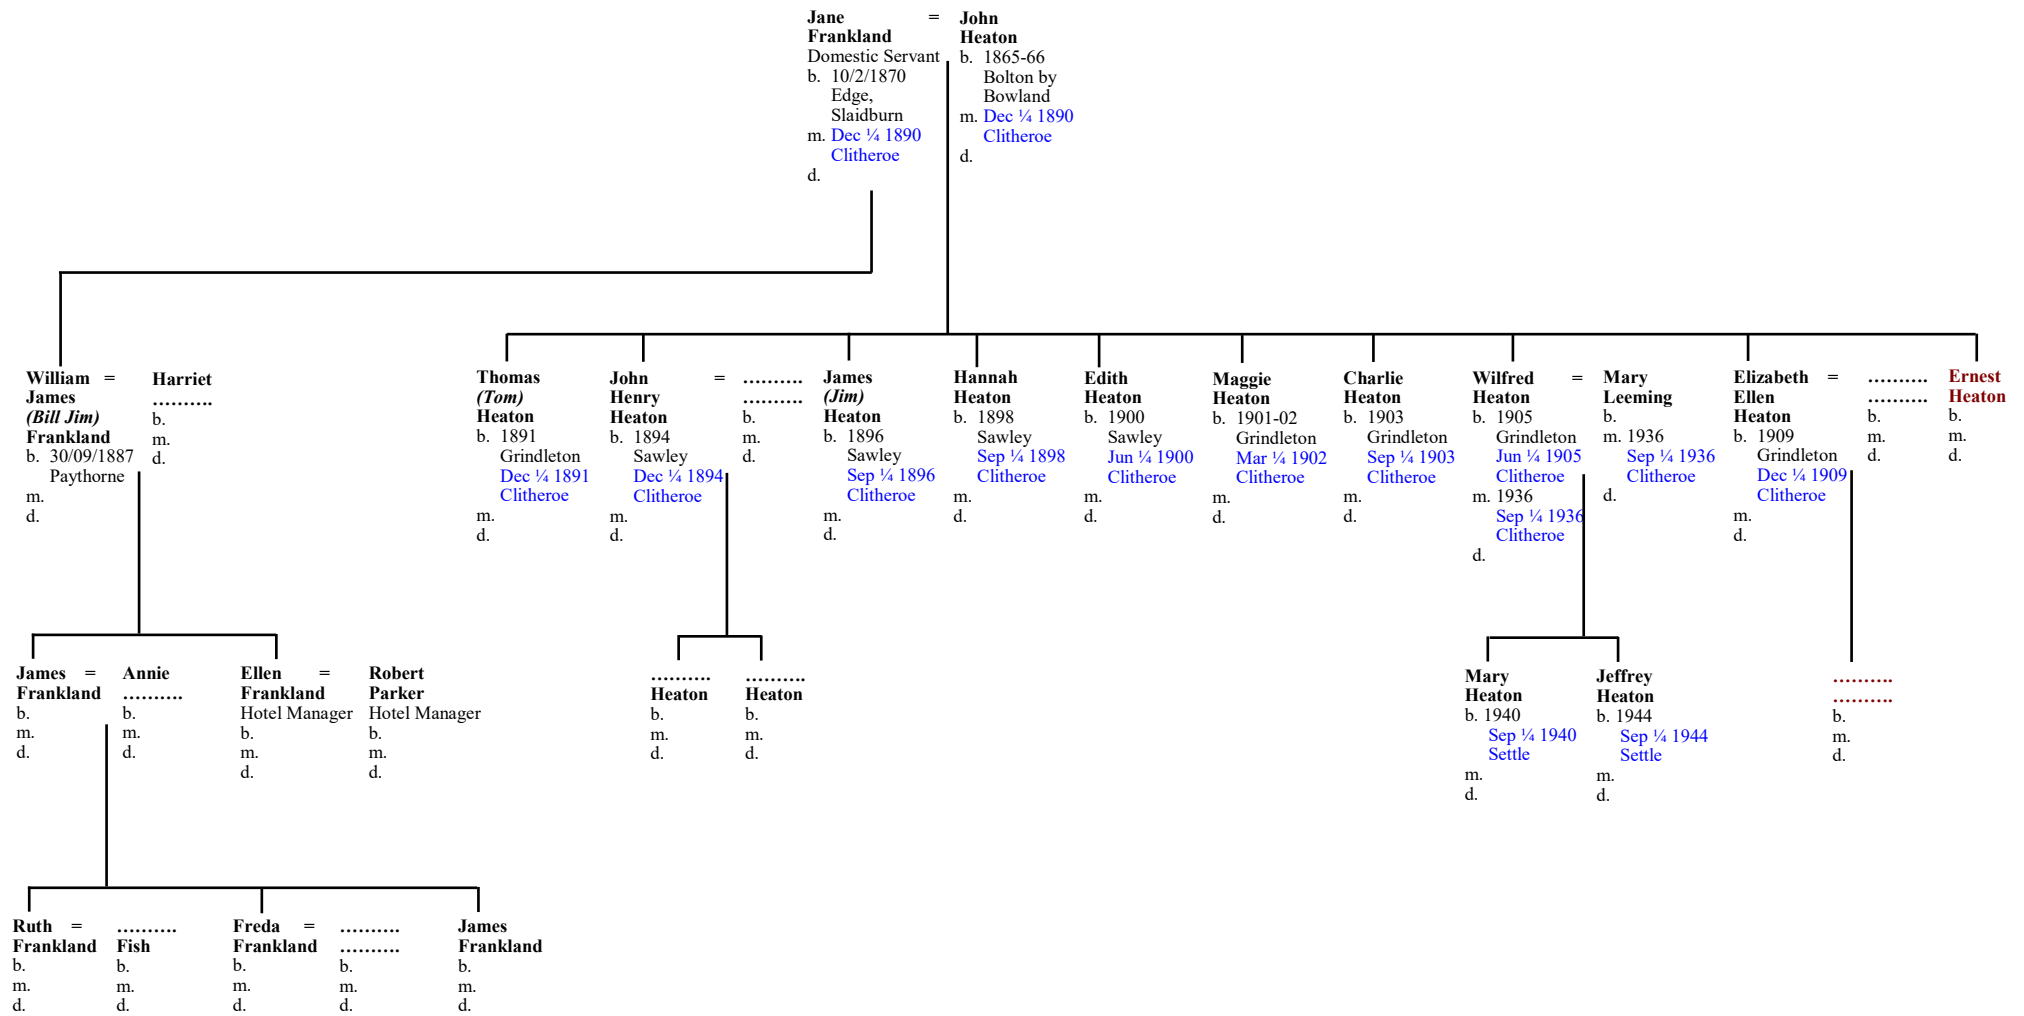 Jane =
Frankland
Domestic Servant
b. 10/2/1870
Edge,
Slaidburn
m. Dec ¼ 1890
Clitheroe
d.
John
Heaton
b. 1865-66
Bolton by
Bowland
m. Dec ¼ 1890
Clitheroe
d.
William =
James
(Bill Jim)
Frankland
b. 30/09/1887
Paythorne
m.
d.
Harriet
……….
b.
m.
d.
Thomas
(Tom)
Heaton
b. 1891
Grindleton
Dec ¼ 1891
Clitheroe
m.
d.
John =
Henry
Heaton
b. 1894
Sawley
Dec ¼ 1894
Clitheroe
m.
d.
……….
……….
b.
m.
d.
James
(Jim)
Heaton
b. 1896
Sawley
Sep ¼ 1896
Clitheroe
m.
d.
Hannah
Heaton
b. 1898
Sawley
Sep ¼ 1898
Clitheroe
m.
d.
Edith
Heaton
b. 1900
Sawley
Jun ¼ 1900
Clitheroe
m.
d.
Maggie
Heaton
b. 1901-02
Grindleton
Mar ¼ 1902
Clitheroe
m.
d.
Charlie
Heaton
b. 1903
Grindleton
Sep ¼ 1903
Clitheroe
m.
d.
Wilfred =
Heaton
b. 1905
Grindleton
Jun ¼ 1905
Clitheroe
m. 1936
Sep ¼ 1936
Clitheroe
d.
Mary
Leeming
b.
m. 1936
Sep ¼ 1936
Clitheroe
d.
Elizabeth =
Ellen
Heaton
b. 1909
Grindleton
Dec ¼ 1909
Clitheroe
m.
d.
……….
……….
b.
m.
d.
Ernest
Heaton
b.
m.
d.
James =
Frankland
b.
m.
d.
Annie
……….
b.
m.
d.
Ellen =
Frankland
Hotel Manager
b.
m.
d.
Robert
Parker
Hotel Manager
b.
m.
d.
……….
Heaton
b.
m.
d.
……….
Heaton
b.
m.
d.
Mary
Heaton
b. 1940
Sep ¼ 1940
Settle
m.
d.
Jeffrey
Heaton
b. 1944
Sep ¼ 1944
Settle
m.
d.
……….
……….
b.
m.
d.
Ruth =
Frankland
b.
m.
d.
……….
Fish
b.
m.
d.
Freda =
Frankland
b.
m.
d.
……….
……….
b.
m.
d.
James
Frankland
b.
m.
d.